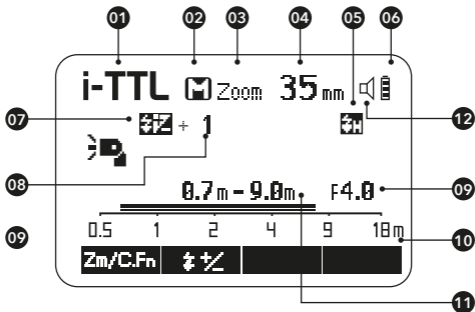 01 02 03 04 05 06
i-TTL M Zoom 35 mm
07 + 1 H 12
08
0.7 m - 9.0 m F4.0 09
09 0.5 1 2 4 9 18 m 10
Zm/C.Fn +/-
11